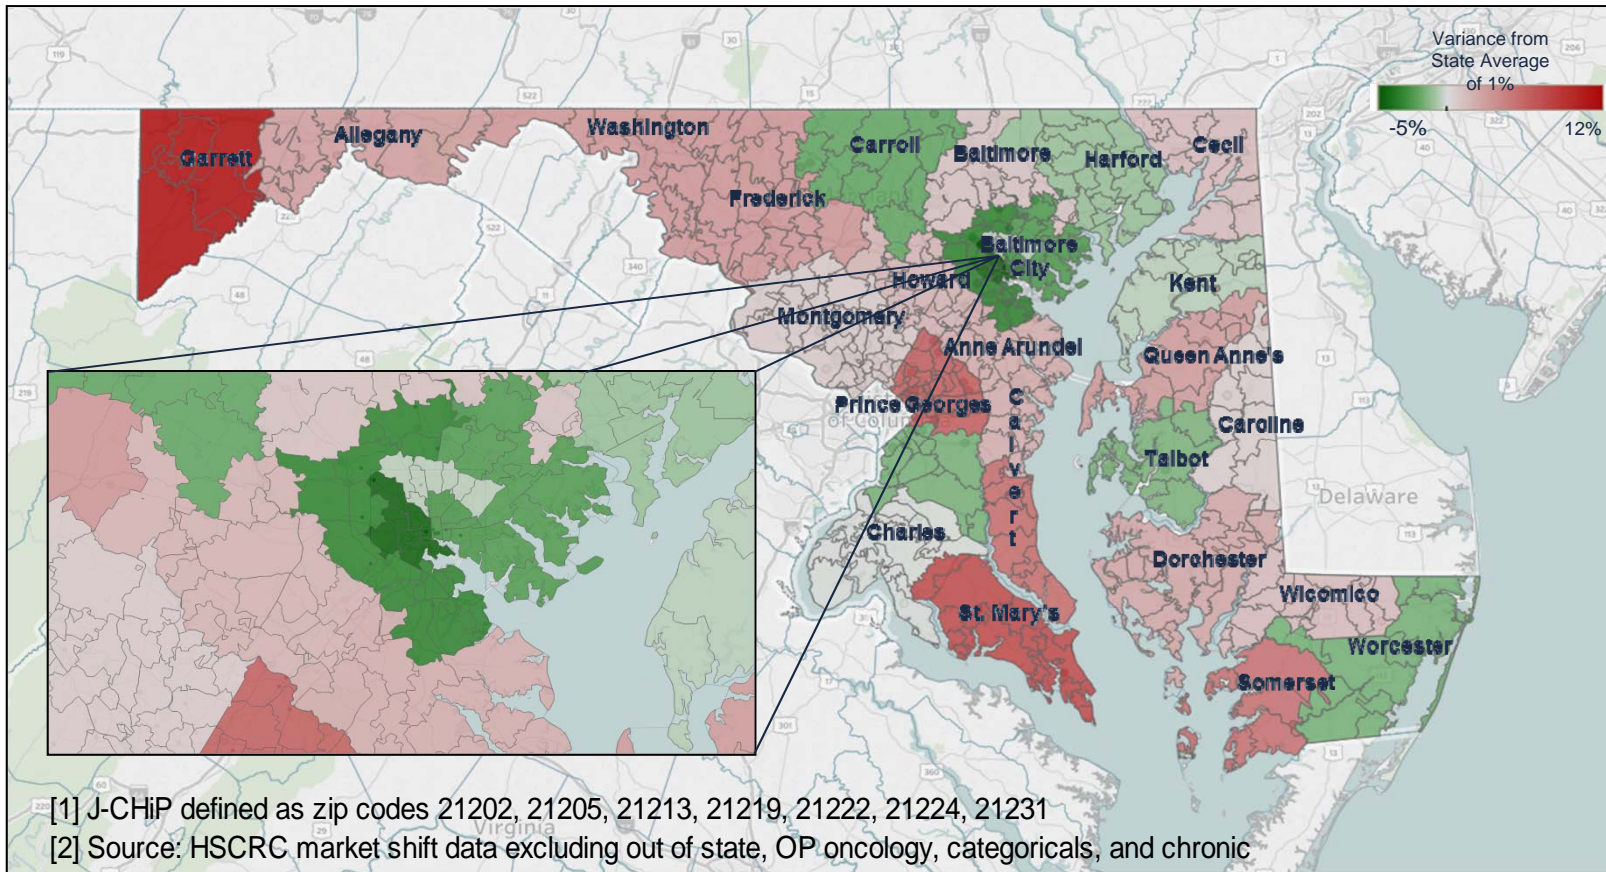 Variance from
State Average
of 1%
-5%
12%
Garrett
Allegany
Washington
Frederick
Carroll
Baltimore
Harford
Cecil
Baltimore
City
Howard
Montgomery
Kent
Anne Arundel
Queen Anne's
Prince Georges
Calvert
Caroline
Talbot
Delaware
Charles
Dorchester
St. Mary's
Wicomico
Worcester
Somerset
[1] J-CHiP defined as zip codes 21202, 21205, 21213, 21219, 21222, 21224, 21231
Virginia
[2] Source: HSCRC market shift data excluding out of state, OP oncology, categoricals, and chronic